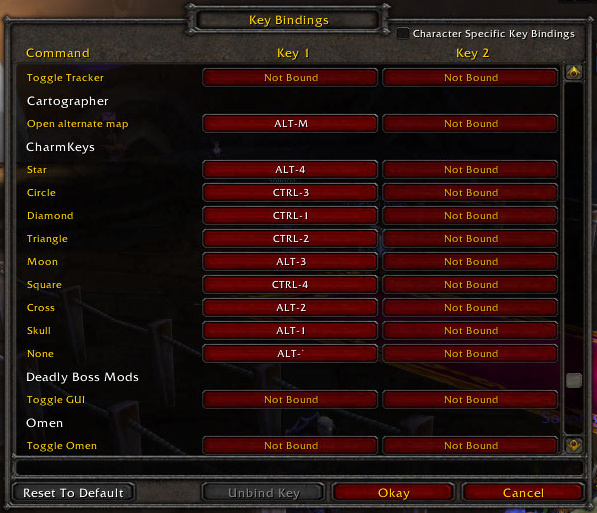 Key Bindings
Character Specific Key Bindings
Command Key 1 Key 2
Toggle Tracker Not Bound Not Bound
Cartographer
Open alternate map ALT-M Not Bound
CharmKeys
Star ALT-4 Not Bound
Circle CTRL-3 Not Bound
Diamond CTRL-1 Not Bound
Triangle CTRL-2 Not Bound
Moon ALT-3 Not Bound
Square CTRL-4 Not Bound
Cross ALT-2 Not Bound
Skull ALT-1 Not Bound
None ALT-` Not Bound
Deadly Boss Mods
Toggle GUI Not Bound Not Bound
Omen
Toggle Omen Not Bound Not Bound
Reset To Default Unbind Key Okay Cancel